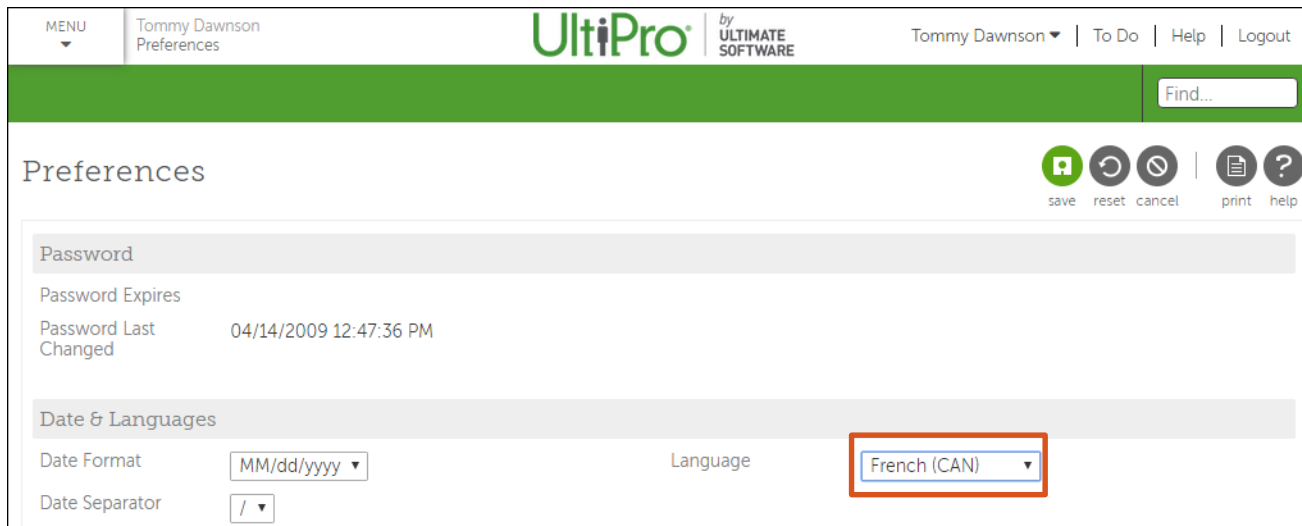 MENU
Tommy Dawnson
Preferences
UltiPro® by ULTIMATE SOFTWARE
Tommy Dawnson | To Do | Help | Logout
Find...
Preferences
save reset cancel print help
Password
Password Expires
Password Last Changed 04/14/2009 12:47:36 PM
Date & Languages
Date Format MM/dd/yyyy Language French (CAN)
Date Separator /